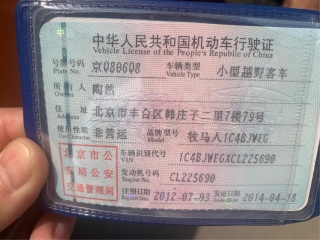 中华人民共和国机动车行驶证
Vehicle License of the People's Republic of China
号牌号码 京Q806Q8 车辆类型 小型越野客车
Plate No. Vehicle Type
所有人 陶然
Owner
住址 北京市丰台区韩庄子二里7楼79号
Address
使用性质 非营运 品牌型号 牧马人1C4BJWEG
Use Character Model
北京市公安局公安交通管理局
车辆识别代号 1C4BJWEGXCL225690
VIN
发动机号码 CL225690
Engine No.
注册日期 2012-07-03 发证日期 2014-04-18
Register Date Issue Date